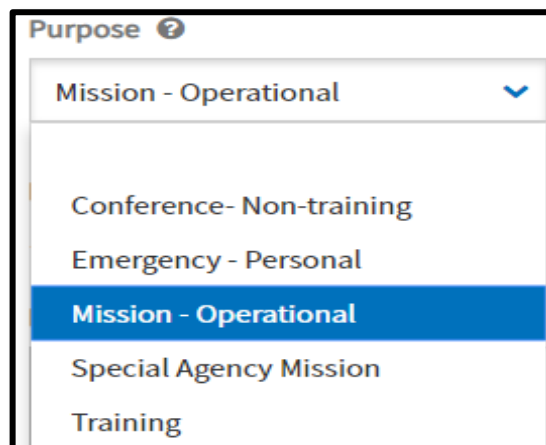 Purpose ?
Mission - Operational
Conference- Non-training
Emergency - Personal
Mission - Operational
Special Agency Mission
Training